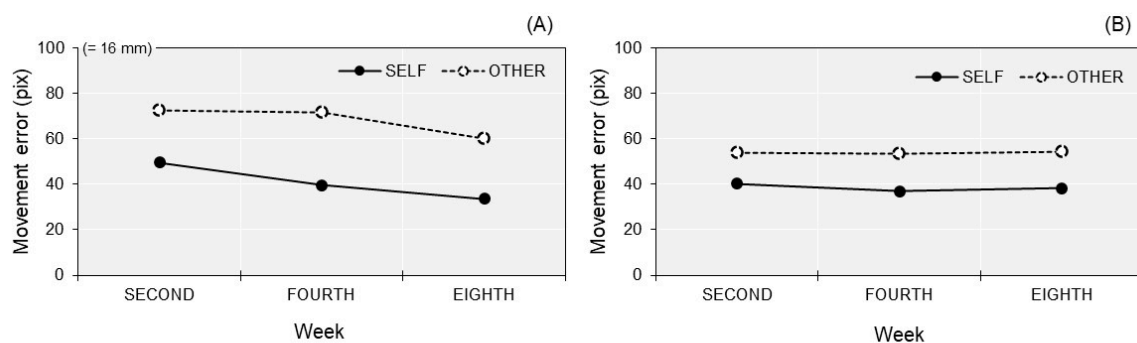 (A)
Movement error (pix)
100
80
60
40
20
0
(= 16 mm)
SELF OTHER
SECOND FOURTH EIGHTH
Week
(B)
Movement error (pix)
100
80
60
40
20
0
SELF OTHER
SECOND FOURTH EIGHTH
Week